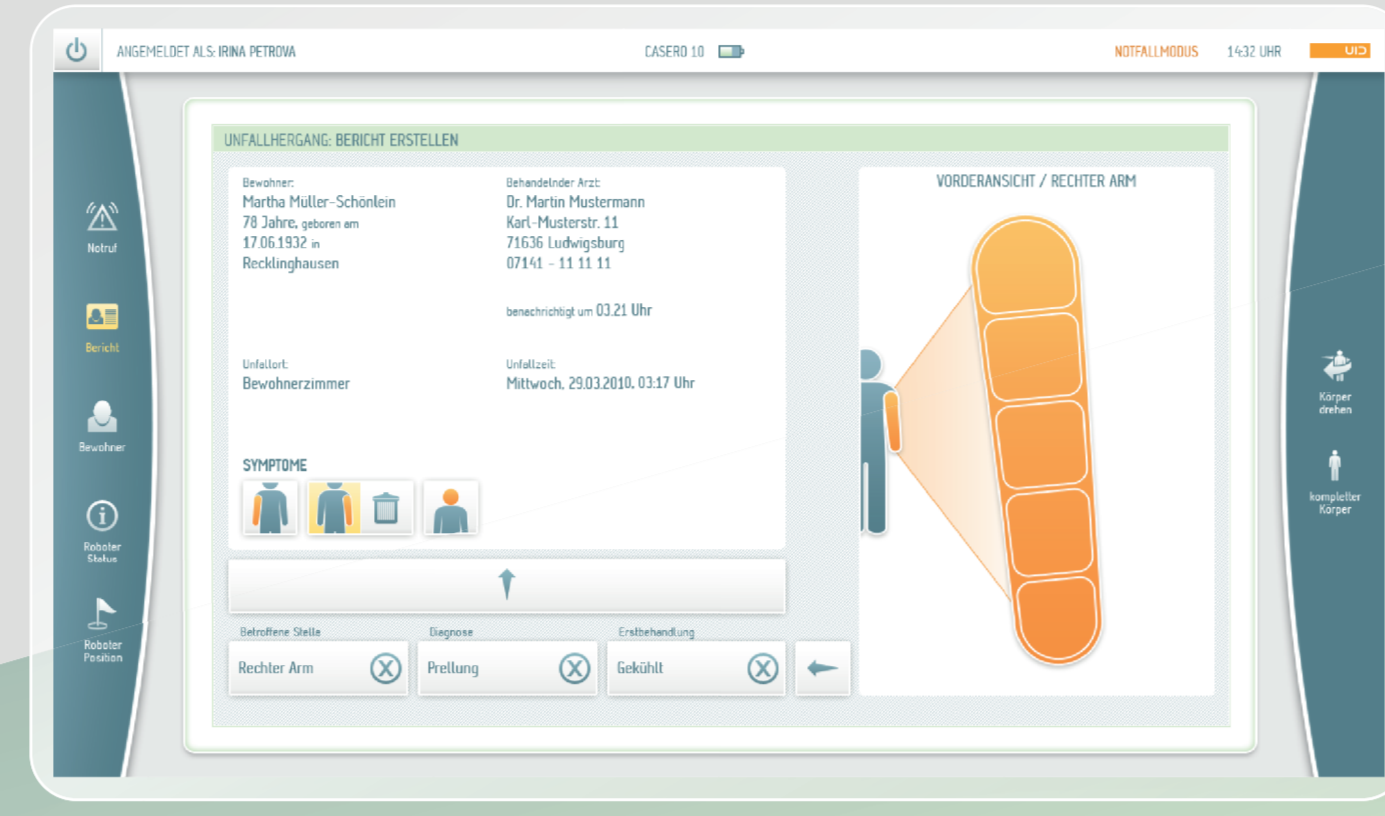 ANGEMELDET ALS: IRINA PETROVA
CASERO 10
NOTFALLMODUS
14:32 UHR
UID
Notruf
Bericht
Bewohner
Roboter
Status
Roboter
Position
UNFALLHERGANG: BERICHT ERSTELLEN
Bewohner:
Martha Müller-Schönlein
78 Jahre, geboren am
17.06.1932 in
Recklinghausen
Behandelnder Arzt:
Dr. Martin Mustermann
Karl-Musterstr. 11
71636 Ludwigsburg
07141 - 11 11 11
benachrichtigt um 03.21 Uhr
Unfallort:
Bewohnerzimmer
Unfallzeit:
Mittwoch, 29.03.2010, 03:17 Uhr
SYMPTOME
Betroffene Stelle
Rechter Arm
Diagnose
Prellung
Erstbehandlung
Gekühlt
VORDERANSICHT / RECHTER ARM
Körper
drehen
kompletter
Körper